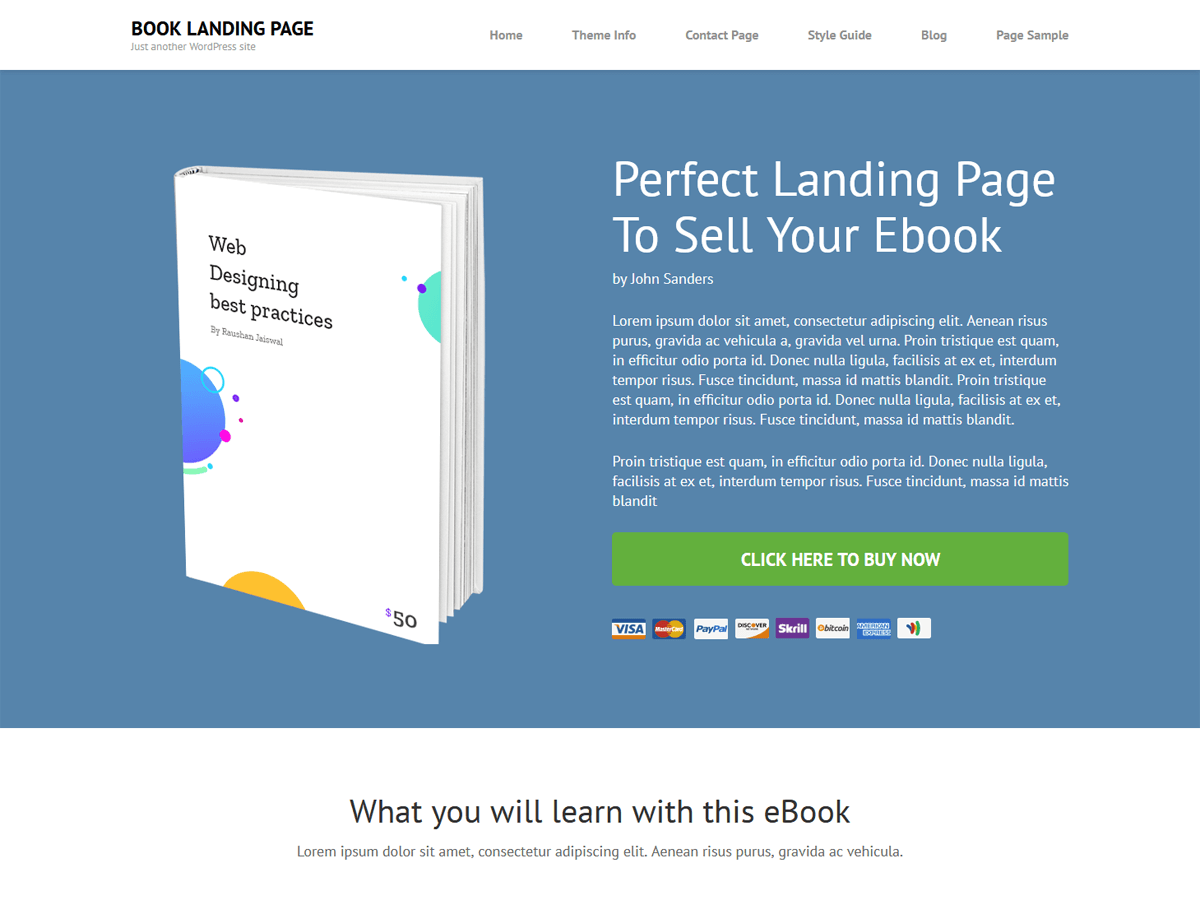 BOOK LANDING PAGE
Just another WordPress site
Home
Theme Info
Contact Page
Style Guide
Blog
Page Sample
Web
Designing
best practices
By Raushan Jaiswal
$50
Perfect Landing Page
To Sell Your Ebook
by John Sanders
Lorem ipsum dolor sit amet, consectetur adipiscing elit. Aenean risus
purus, gravida ac vehicula a, gravida vel urna. Proin tristique est quam,
in efficitur odio porta id. Donec nulla ligula, facilisis at ex et, interdum
tempor risus. Fusce tincidunt, massa id mattis blandit. Proin tristique
est quam, in efficitur odio porta id. Donec nulla ligula, facilisis at ex et,
interdum tempor risus. Fusce tincidunt, massa id mattis blandit.
Proin tristique est quam, in efficitur odio porta id. Donec nulla ligula,
facilisis at ex et, interdum tempor risus. Fusce tincidunt, massa id mattis
blandit
CLICK HERE TO BUY NOW
VISA
MasterCard
PayPal
DISCOVER
Skrill
bitcoin
AMERICAN
EXPRESS
What you will learn with this eBook
Lorem ipsum dolor sit amet, consectetur adipiscing elit. Aenean risus purus, gravida ac vehicula.